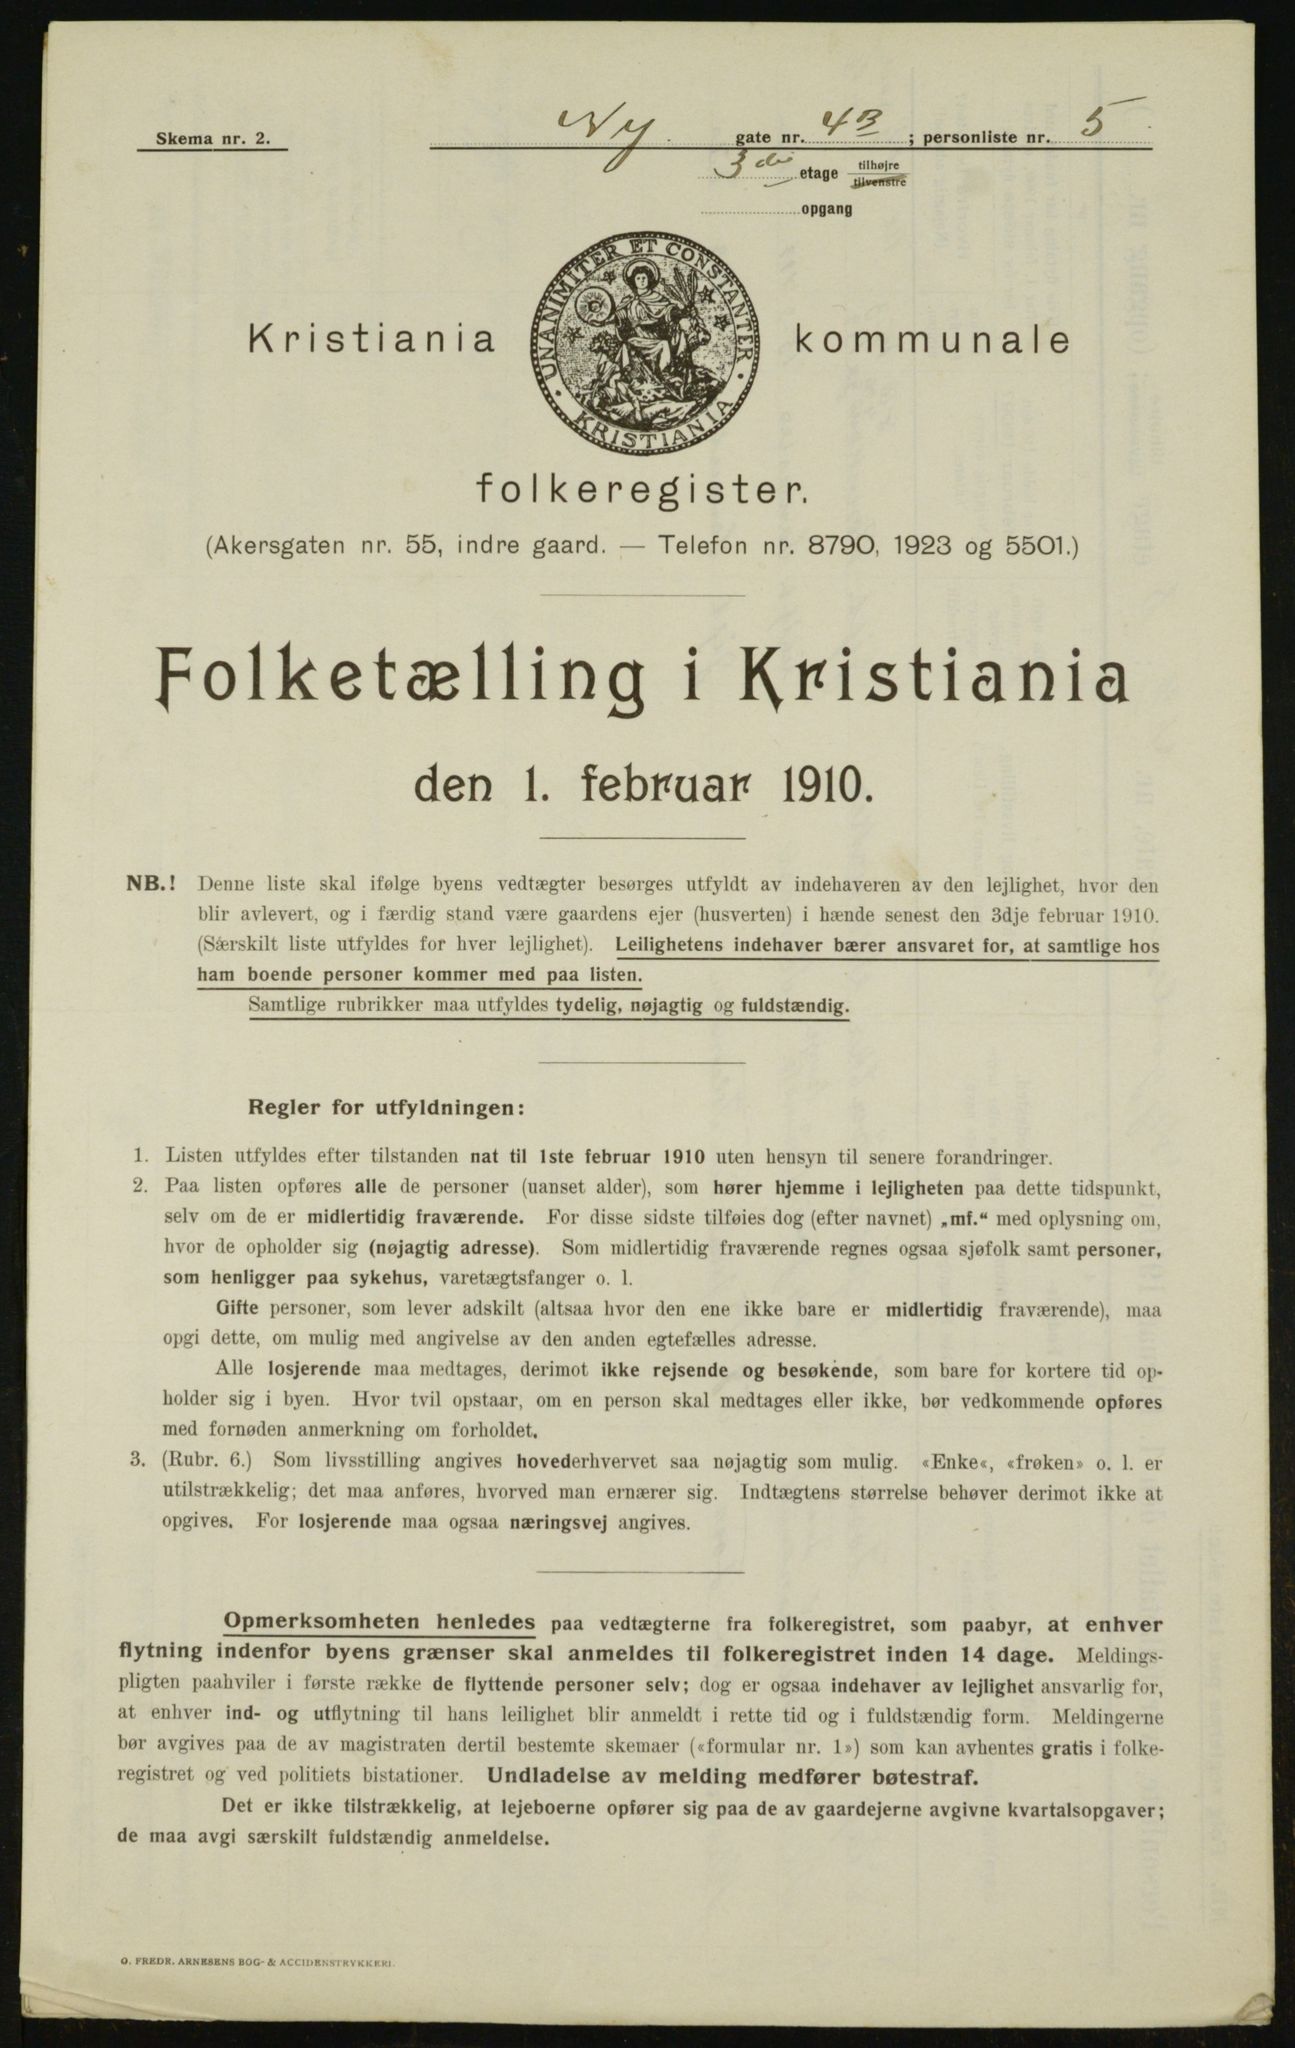 Skema nr. 2.
Ny gate nr. 4B ; personliste nr. 5
3die etage tilhøjre
tilvenstre
opgang
UNANIMITER ET CONSTANTER
KRISTIANIA
Kristiania kommunale
folkeregister.
(Akersgaten nr. 55, indre gaard. — Telefon nr. 8790, 1923 og 5501.)
Folketælling i Kristiania
den 1. februar 1910.
NB.! Denne liste skal ifølge byens vedtægter besørges utfyldt av indehaveren av den lejlighet, hvor den
blir avlevert, og i færdig stand være gaardens ejer (husverten) i hænde senest den 3dje februar 1910.
(Særskilt liste utfyldes for hver lejlighet). Leilighetens indehaver bærer ansvaret for, at samtlige hos
ham boende personer kommer med paa listen.
Samtlige rubrikker maa utfyldes tydelig, nøjagtig og fuldstændig.
Regler for utfyldningen:
1. Listen utfyldes efter tilstanden nat til 1ste februar 1910 uten hensyn til senere forandringer.
2. Paa listen opføres alle de personer (uanset alder), som hører hjemme i lejligheten paa dette tidspunkt,
selv om de er midlertidig fraværende. For disse sidste tilføies dog (efter navnet) „mf.“ med oplysning om,
hvor de opholder sig (nøjagtig adresse). Som midlertidig fraværende regnes ogsaa sjøfolk samt personer,
som henligger paa sykehus, varetægtsfanger o. l.
Gifte personer, som lever adskilt (altsaa hvor den ene ikke bare er midlertidig fraværende), maa
opgi dette, om mulig med angivelse av den anden egtefælles adresse.
Alle losjerende maa medtages, derimot ikke rejsende og besøkende, som bare for kortere tid op-
holder sig i byen. Hvor tvil opstaar, om en person skal medtages eller ikke, bør vedkommende opføres
med fornøden anmerkning om forholdet.
3. (Rubr. 6.) Som livsstilling angives hovederhvervet saa nøjagtig som mulig. «Enke«, «frøken» o. l. er
utilstrækkelig; det maa anføres, hvorved man ernærer sig. Indtægtens størrelse behøver derimot ikke at
opgives. For losjerende maa ogsaa næringsvej angives.
Opmerksomheten henledes paa vedtægterne fra folkeregistret, som paabyr, at enhver
flytning indenfor byens grænser skal anmeldes til folkeregistret inden 14 dage. Meldings-
pligten paahviler i første række de flyttende personer selv; dog er ogsaa indehaver av lejlighet ansvarlig for,
at enhver ind- og utflytning til hans leilighet blir anmeldt i rette tid og i fuldstændig form. Meldingerne
bør avgives paa de av magistraten dertil bestemte skemaer («formular nr. 1») som kan avhentes gratis i folke-
registret og ved politiets bistationer. Undladelse av melding medfører bøtestraf.
Det er ikke tilstrækkelig, at lejeboerne opfører sig paa de av gaardejerne avgivne kvartalsopgaver;
de maa avgi særskilt fuldstændig anmeldelse.
O. FREDR. ARNESENS BOG- & ACCIDENSTRYKKERI.